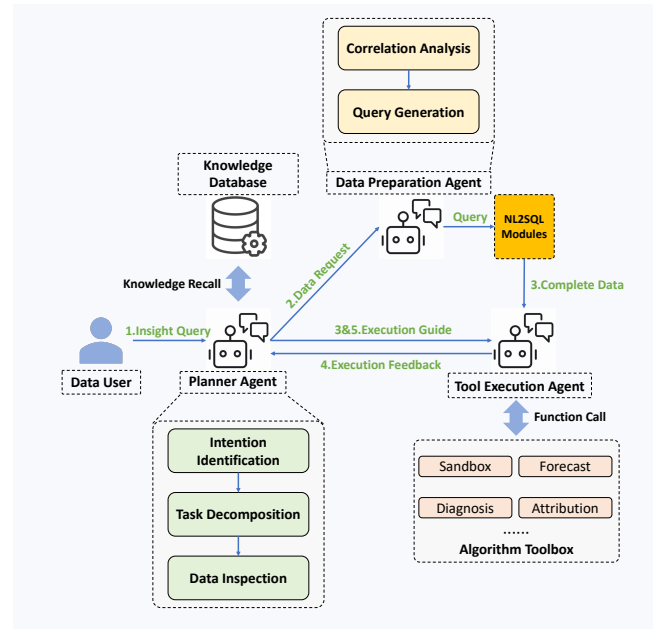 Correlation Analysis
Query Generation
Knowledge
Database
Data Preparation Agent
Query
NL2SQL
Modules
Knowledge Recall
2.Data Request
3.Complete Data
1.Insight Query
3&5.Execution Guide
4.Execution Feedback
Data User
Planner Agent
Tool Execution Agent
Function Call
Intention
Identification
Task Decomposition
Data Inspection
Sandbox
Forecast
Diagnosis
Attribution
......
Algorithm Toolbox